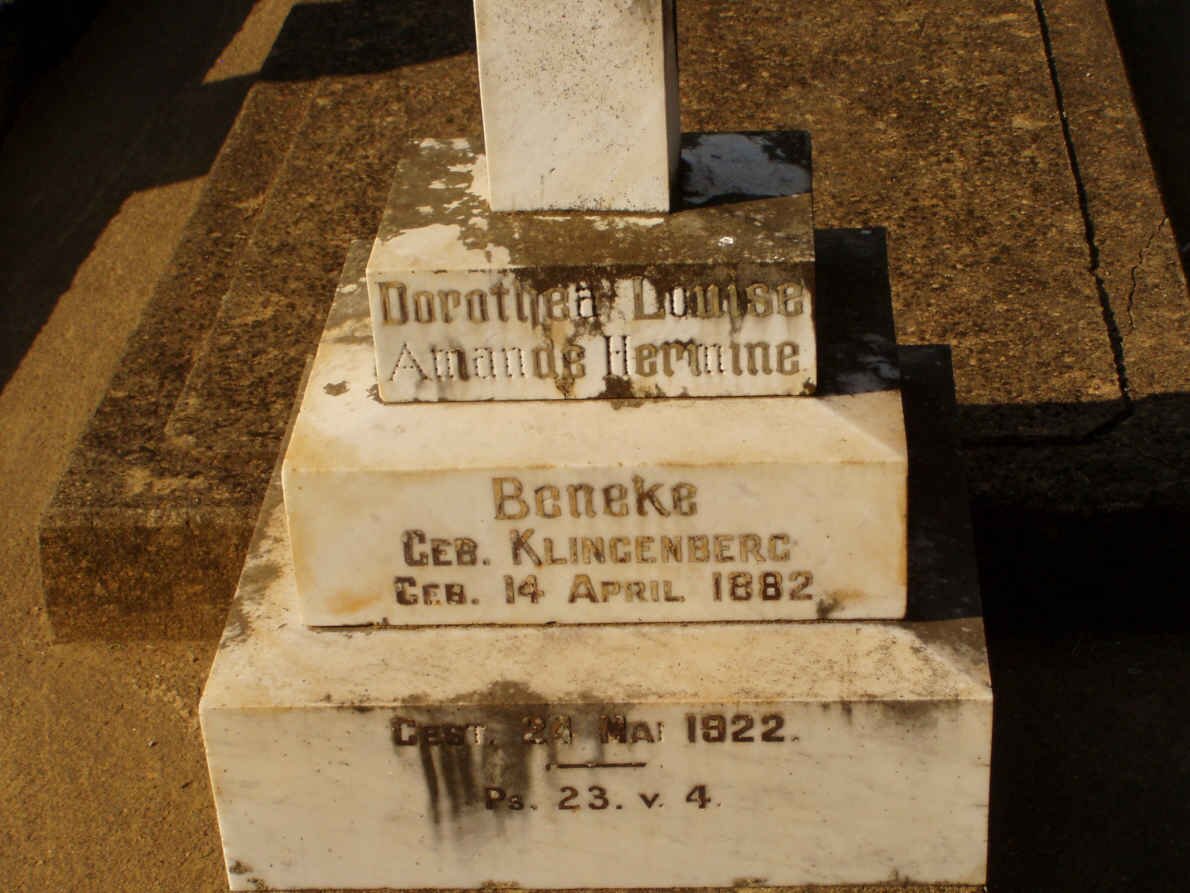 Dorothea Louise
Amande Hermine
Beneke
GEB. KLINGENBERG
GEB. 14 APRIL 1882
GEST. 24 MAI 1922.
Ps. 23. v. 4.